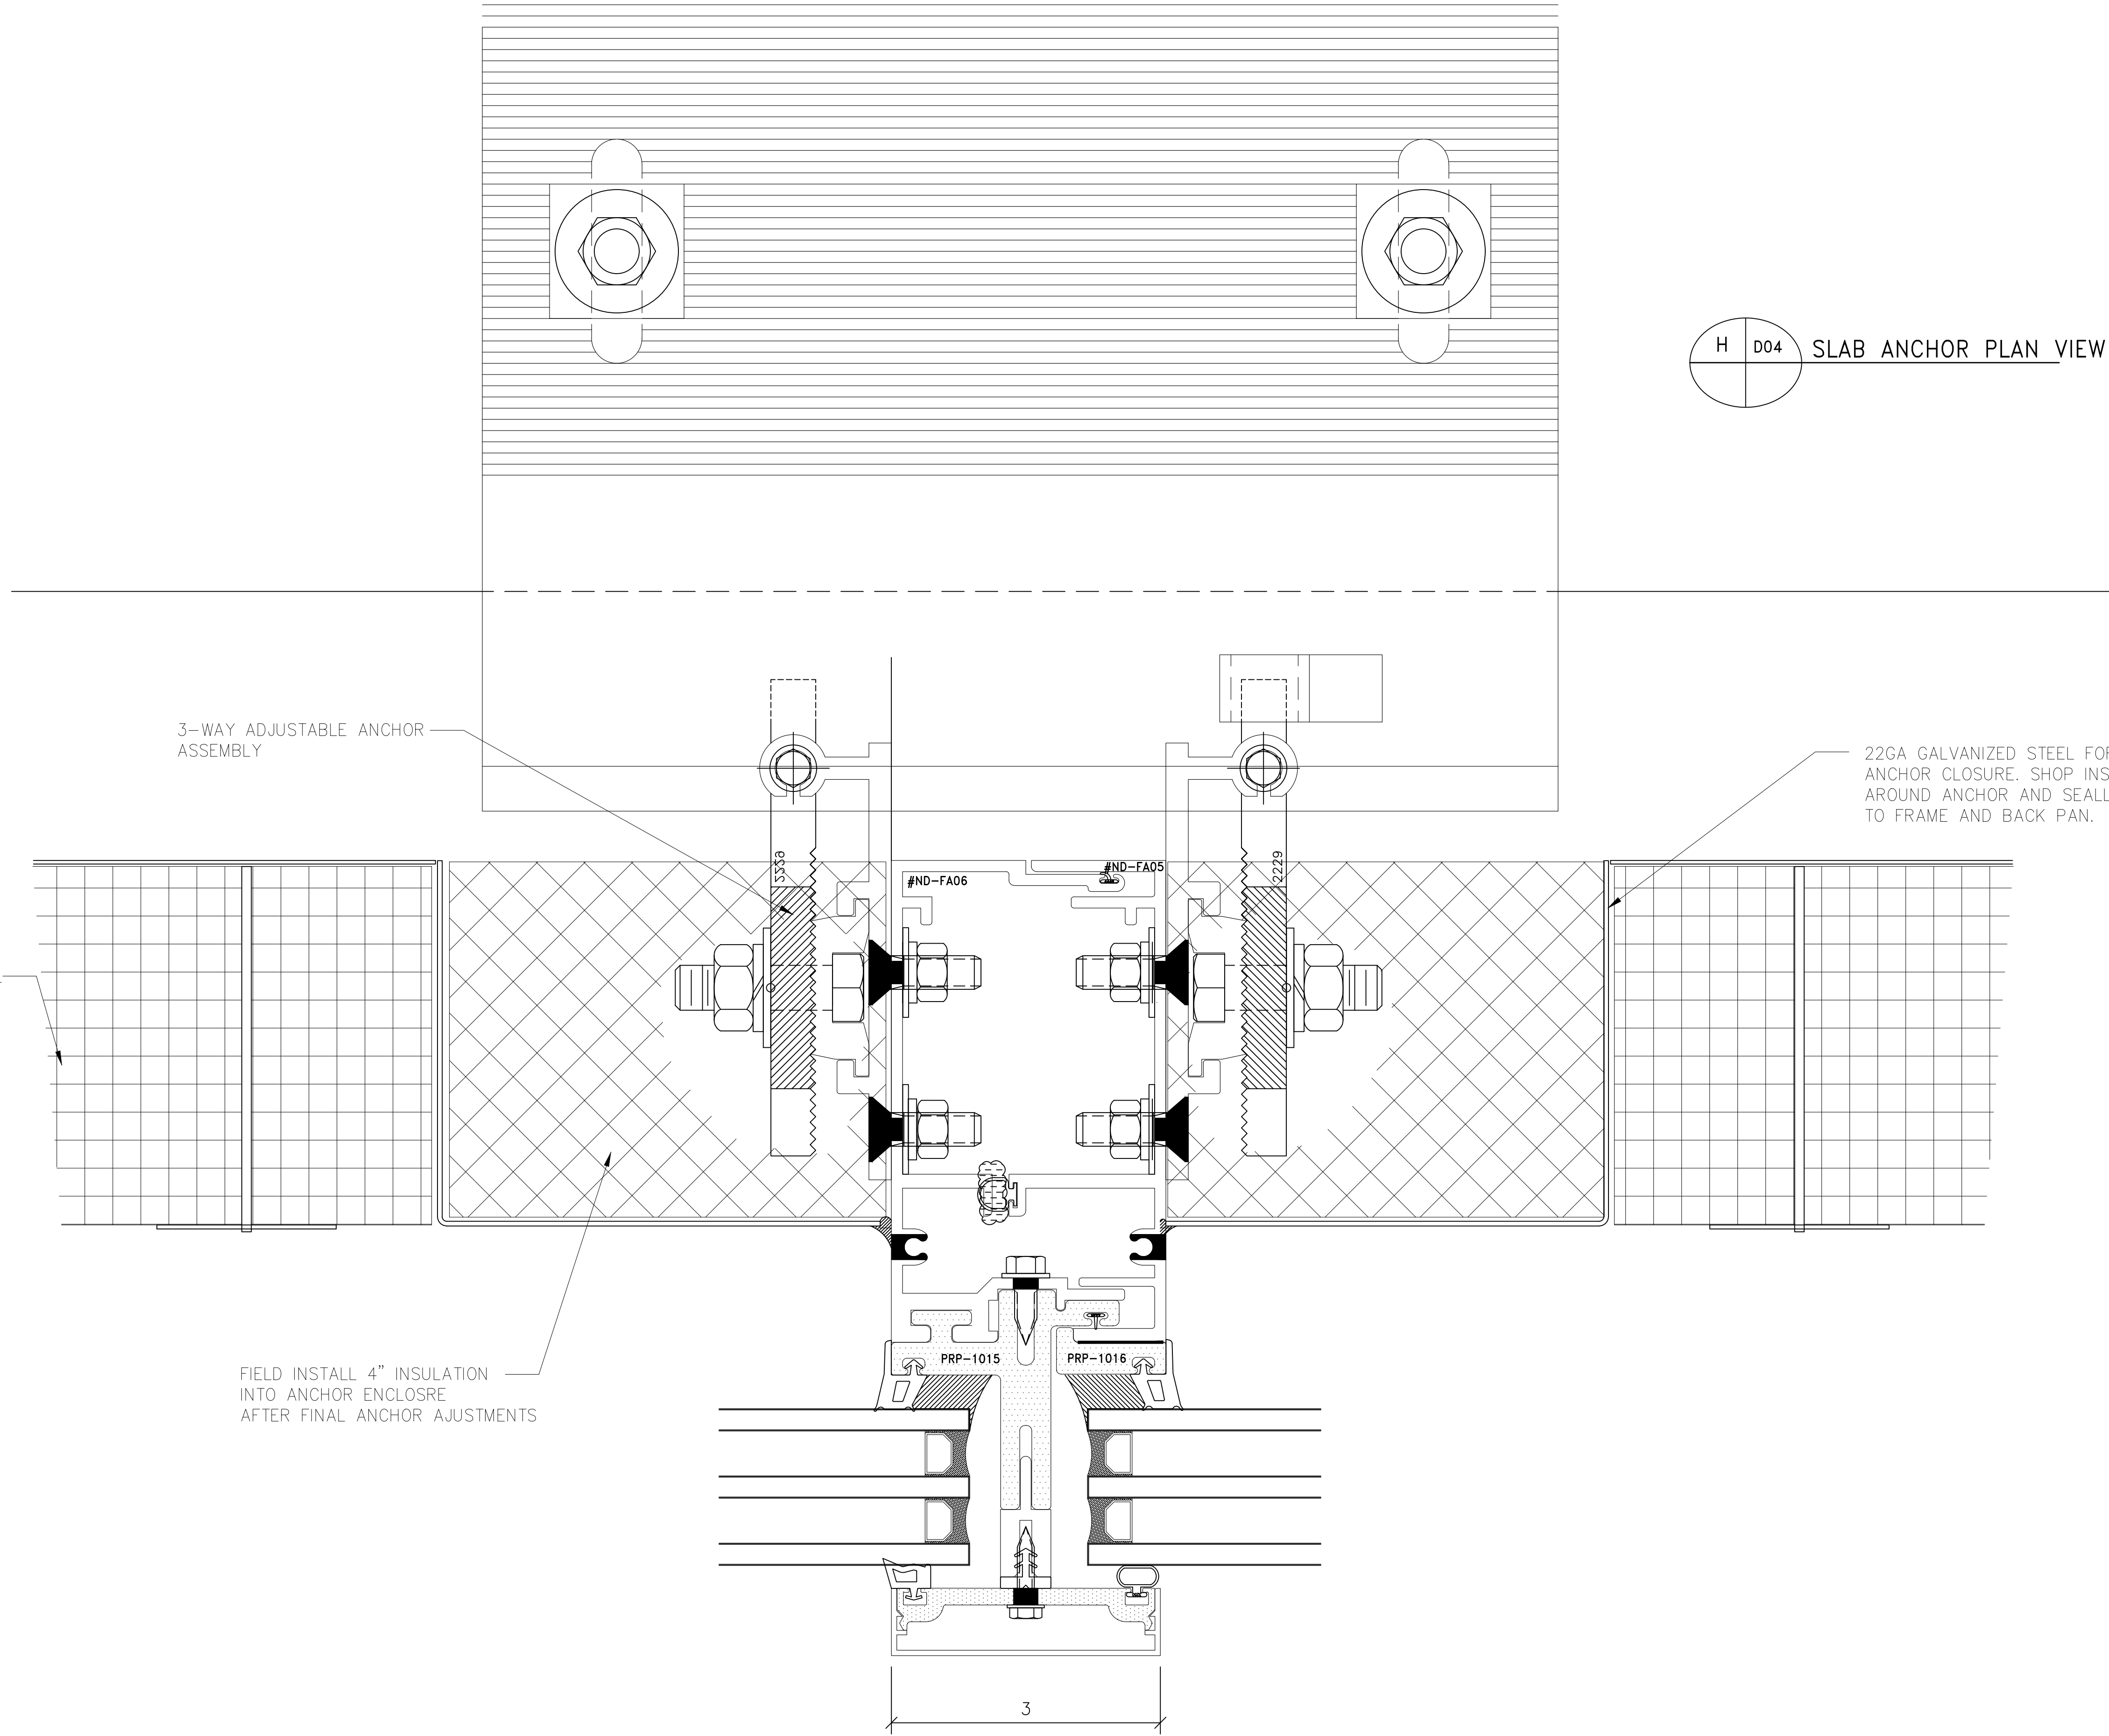 H D04 SLAB ANCHOR PLAN VIEW
3-WAY ADJUSTABLE ANCHOR
ASSEMBLY
22GA GALVANIZED STEEL FOR
ANCHOR CLOSURE. SHOP INS
AROUND ANCHOR AND SEALL
TO FRAME AND BACK PAN.
2229
#ND-FA06
#ND-FA05
2229
PRP-1015
PRP-1016
FIELD INSTALL 4" INSULATION
INTO ANCHOR ENCLOSRE
AFTER FINAL ANCHOR AJUSTMENTS
3